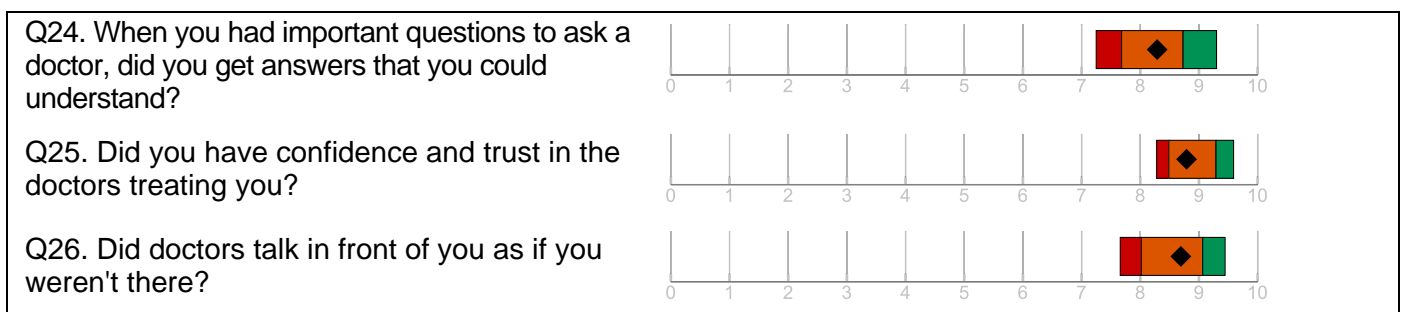 Q24. When you had important questions to ask a
doctor, did you get answers that you could
understand?
0 1 2 3 4 5 6 7 8 9 10
Q25. Did you have confidence and trust in the
doctors treating you?
0 1 2 3 4 5 6 7 8 9 10
Q26. Did doctors talk in front of you as if you
weren't there?
0 1 2 3 4 5 6 7 8 9 10